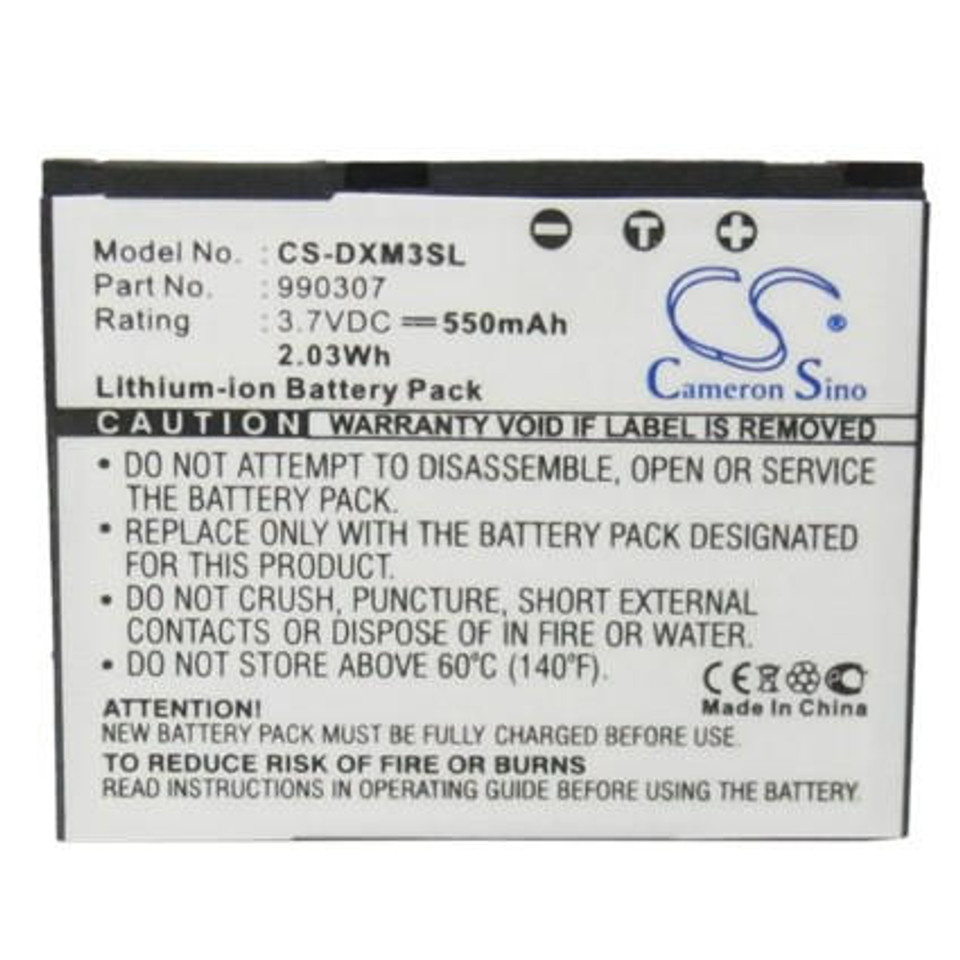 − T +
Model No. : CS-DXM3SL
Part No. : 990307
Rating : 3.7VDC ⎓ 550mAh
2.03Wh
Lithium-ion Battery Pack
CS ®
Cameron Sino
CAUTION WARRANTY VOID IF LABEL IS REMOVED
• DO NOT ATTEMPT TO DISASSEMBLE, OPEN OR SERVICE
THE BATTERY PACK.
• REPLACE ONLY WITH THE BATTERY PACK DESIGNATED
FOR THIS PRODUCT.
• DO NOT CRUSH, PUNCTURE, SHORT EXTERNAL
CONTACTS OR DISPOSE OF IN FIRE OR WATER.
• DO NOT STORE ABOVE 60°C (140°F).
CE
Made In China
ATTENTION!
NEW BATTERY PACK MUST BE FULLY CHARGED BEFORE USE.
TO REDUCE RISK OF FIRE OR BURNS
READ INSTRUCTIONS IN OPERATING GUIDE BEFORE USING THE BATTERY.